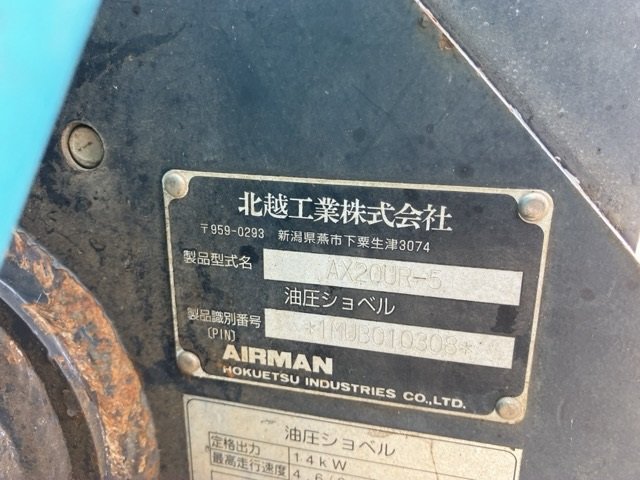 北越工業株式会社
〒959-0293 新潟県燕市下粟生津3074
製品型式名 AX20UR-5
油圧ショベル
製品識別番号 *1MUB010308*
(PIN)
AIRMAN
HOKUETSU INDUSTRIES CO.,LTD.
油圧ショベル
定格出力 14kW
最高走行速度